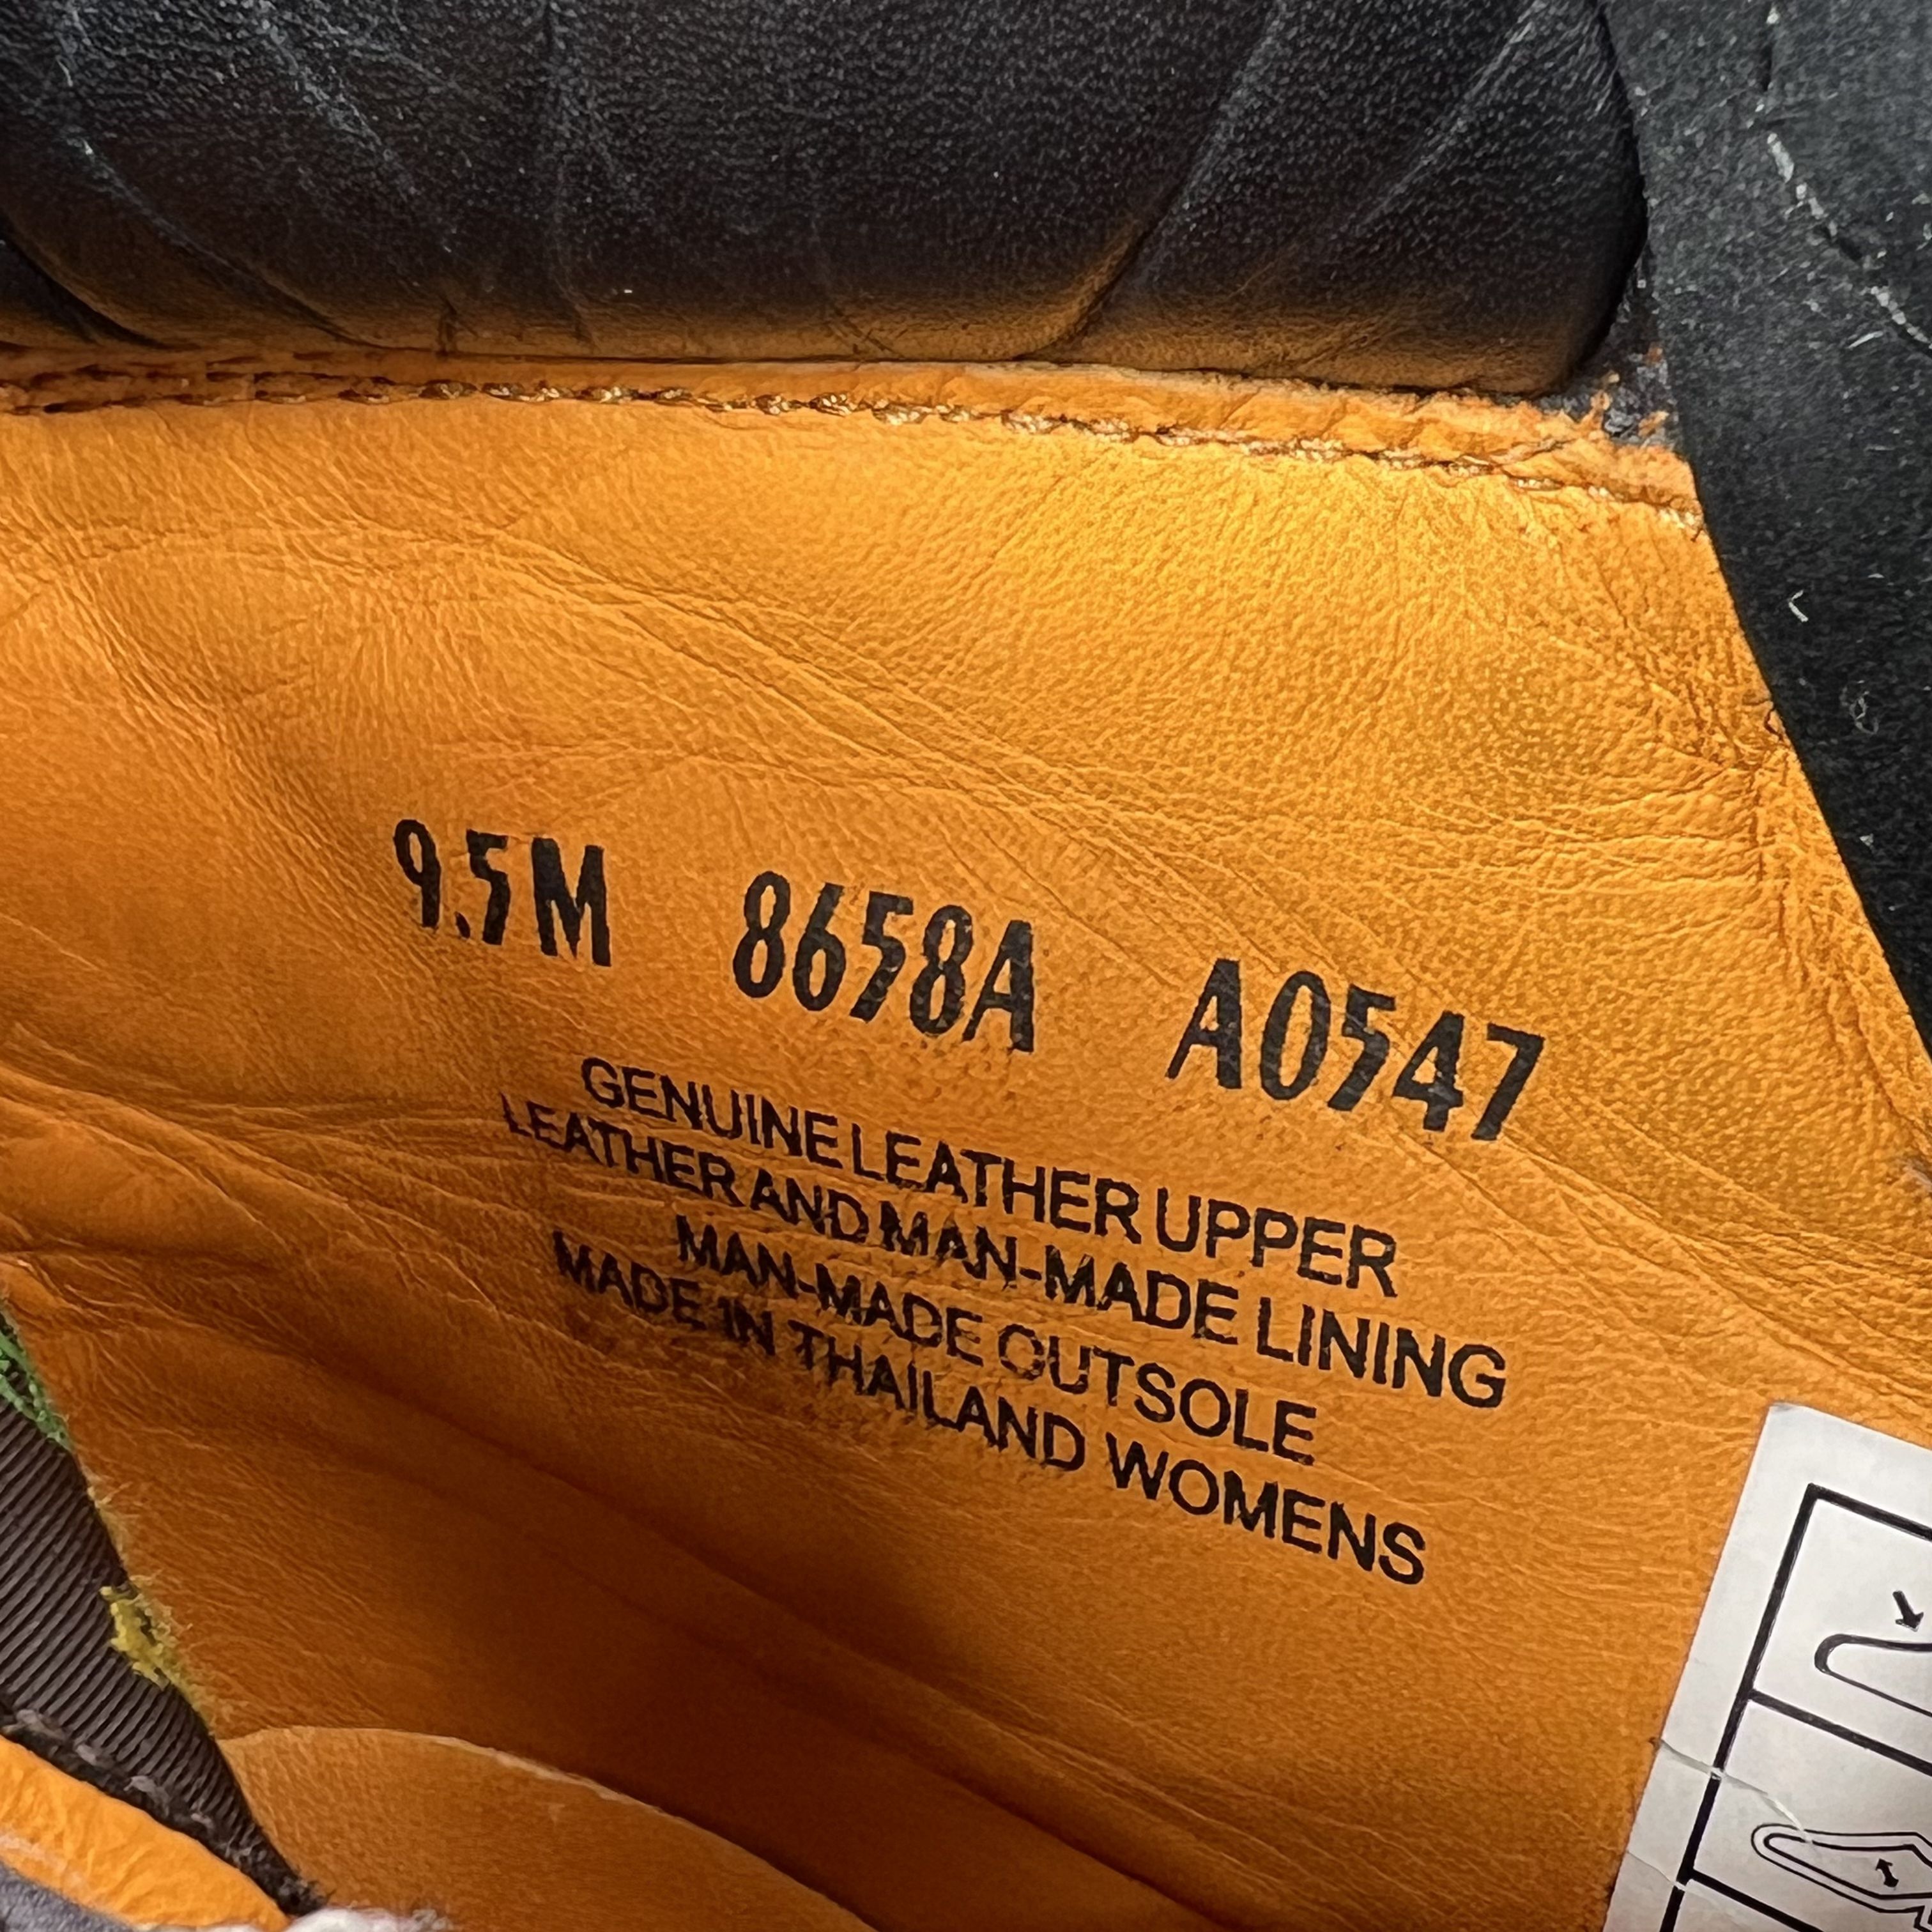 9.5M 8658A A0547
GENUINE LEATHER UPPER
LEATHER AND MAN-MADE LINING
MAN-MADE OUTSOLE
MADE IN THAILAND WOMENS